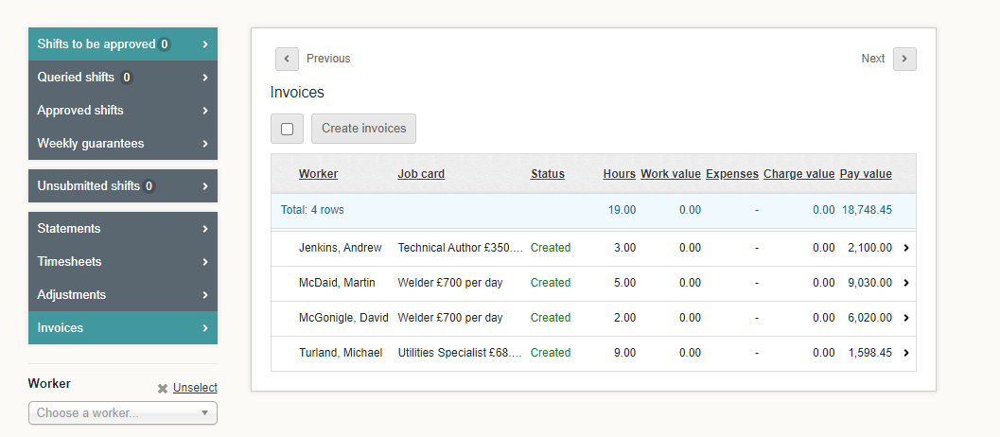 Shifts to be approved 0
Queried shifts 0
Approved shifts
Weekly guarantees
Unsubmitted shifts 0
Statements
Timesheets
Adjustments
Invoices
Worker Unselect
Choose a worker...
Previous Next
Invoices
Create invoices
Worker Job card Status Hours Work value Expenses Charge value Pay value
Total: 4 rows 19.00 0.00 - 0.00 18,748.45
Jenkins, Andrew Technical Author £350.... Created 3.00 0.00 - 0.00 2,100.00
McDaid, Martin Welder £700 per day Created 5.00 0.00 - 0.00 9,030.00
McGonigle, David Welder £700 per day Created 2.00 0.00 - 0.00 6,020.00
Turland, Michael Utilities Specialist £68.... Created 9.00 0.00 - 0.00 1,598.45